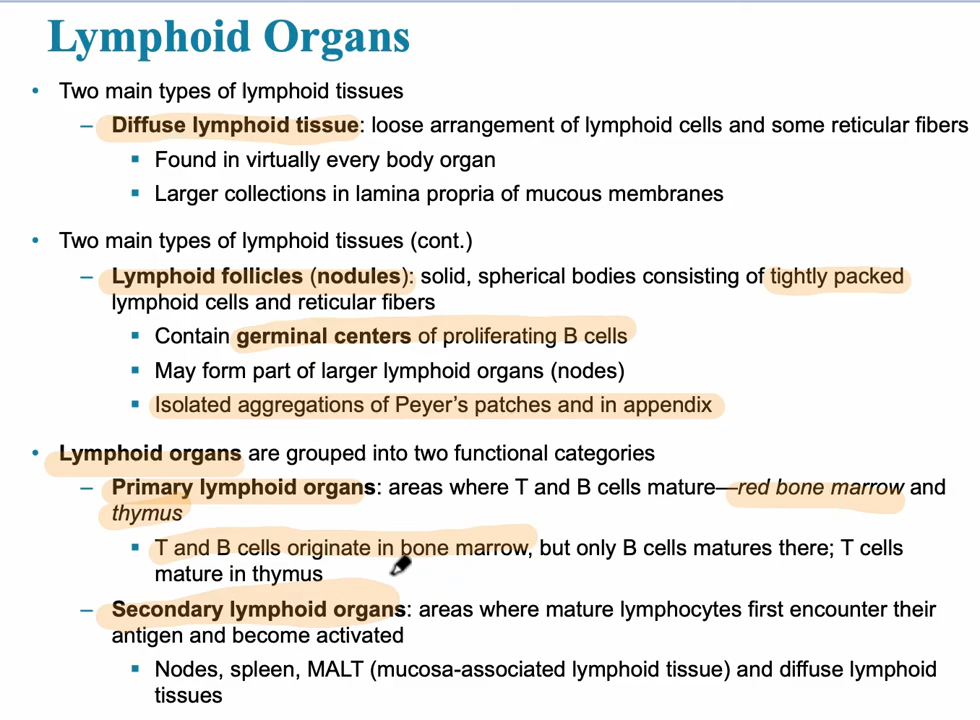 Lymphoid Organs
• Two main types of lymphoid tissues
– Diffuse lymphoid tissue: loose arrangement of lymphoid cells and some reticular fibers
▪ Found in virtually every body organ
▪ Larger collections in lamina propria of mucous membranes
• Two main types of lymphoid tissues (cont.)
– Lymphoid follicles (nodules): solid, spherical bodies consisting of tightly packed
lymphoid cells and reticular fibers
▪ Contain germinal centers of proliferating B cells
▪ May form part of larger lymphoid organs (nodes)
▪ Isolated aggregations of Peyer's patches and in appendix
• Lymphoid organs are grouped into two functional categories
– Primary lymphoid organs: areas where T and B cells mature—red bone marrow and
thymus
▪ T and B cells originate in bone marrow, but only B cells matures there; T cells
mature in thymus
– Secondary lymphoid organs: areas where mature lymphocytes first encounter their
antigen and become activated
▪ Nodes, spleen, MALT (mucosa-associated lymphoid tissue) and diffuse lymphoid
tissues